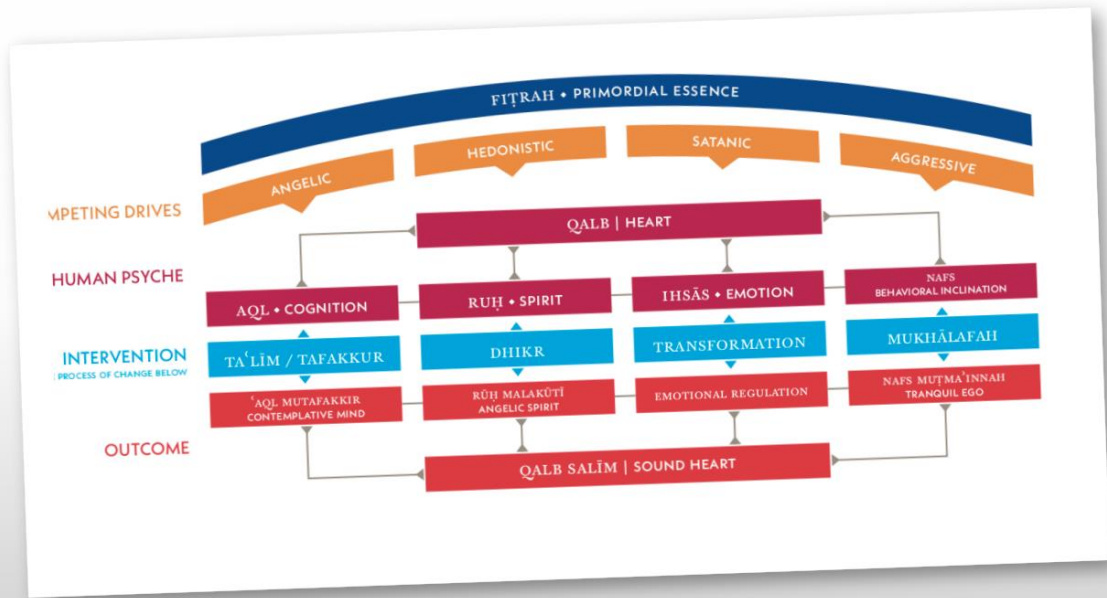 FIṬRAH • PRIMORDIAL ESSENCE
ANGELIC
HEDONISTIC
SATANIC
AGGRESSIVE
MPETING DRIVES
QALB | HEART
HUMAN PSYCHE
AQL • COGNITION
RUḤ • SPIRIT
IHSĀS • EMOTION
NAFS
BEHAVIORAL INCLINATION
INTERVENTION
PROCESS OF CHANGE BELOW
TAʿLĪM / TAFAKKUR
DHIKR
TRANSFORMATION
MUKHĀLAFAH
ʿAQL MUTAFAKKIR
CONTEMPLATIVE MIND
RŪḤ MALAKŪTĪ
ANGELIC SPIRIT
EMOTIONAL REGULATION
NAFS MUṬMAʾINNAH
TRANQUIL EGO
OUTCOME
QALB SALĪM | SOUND HEART